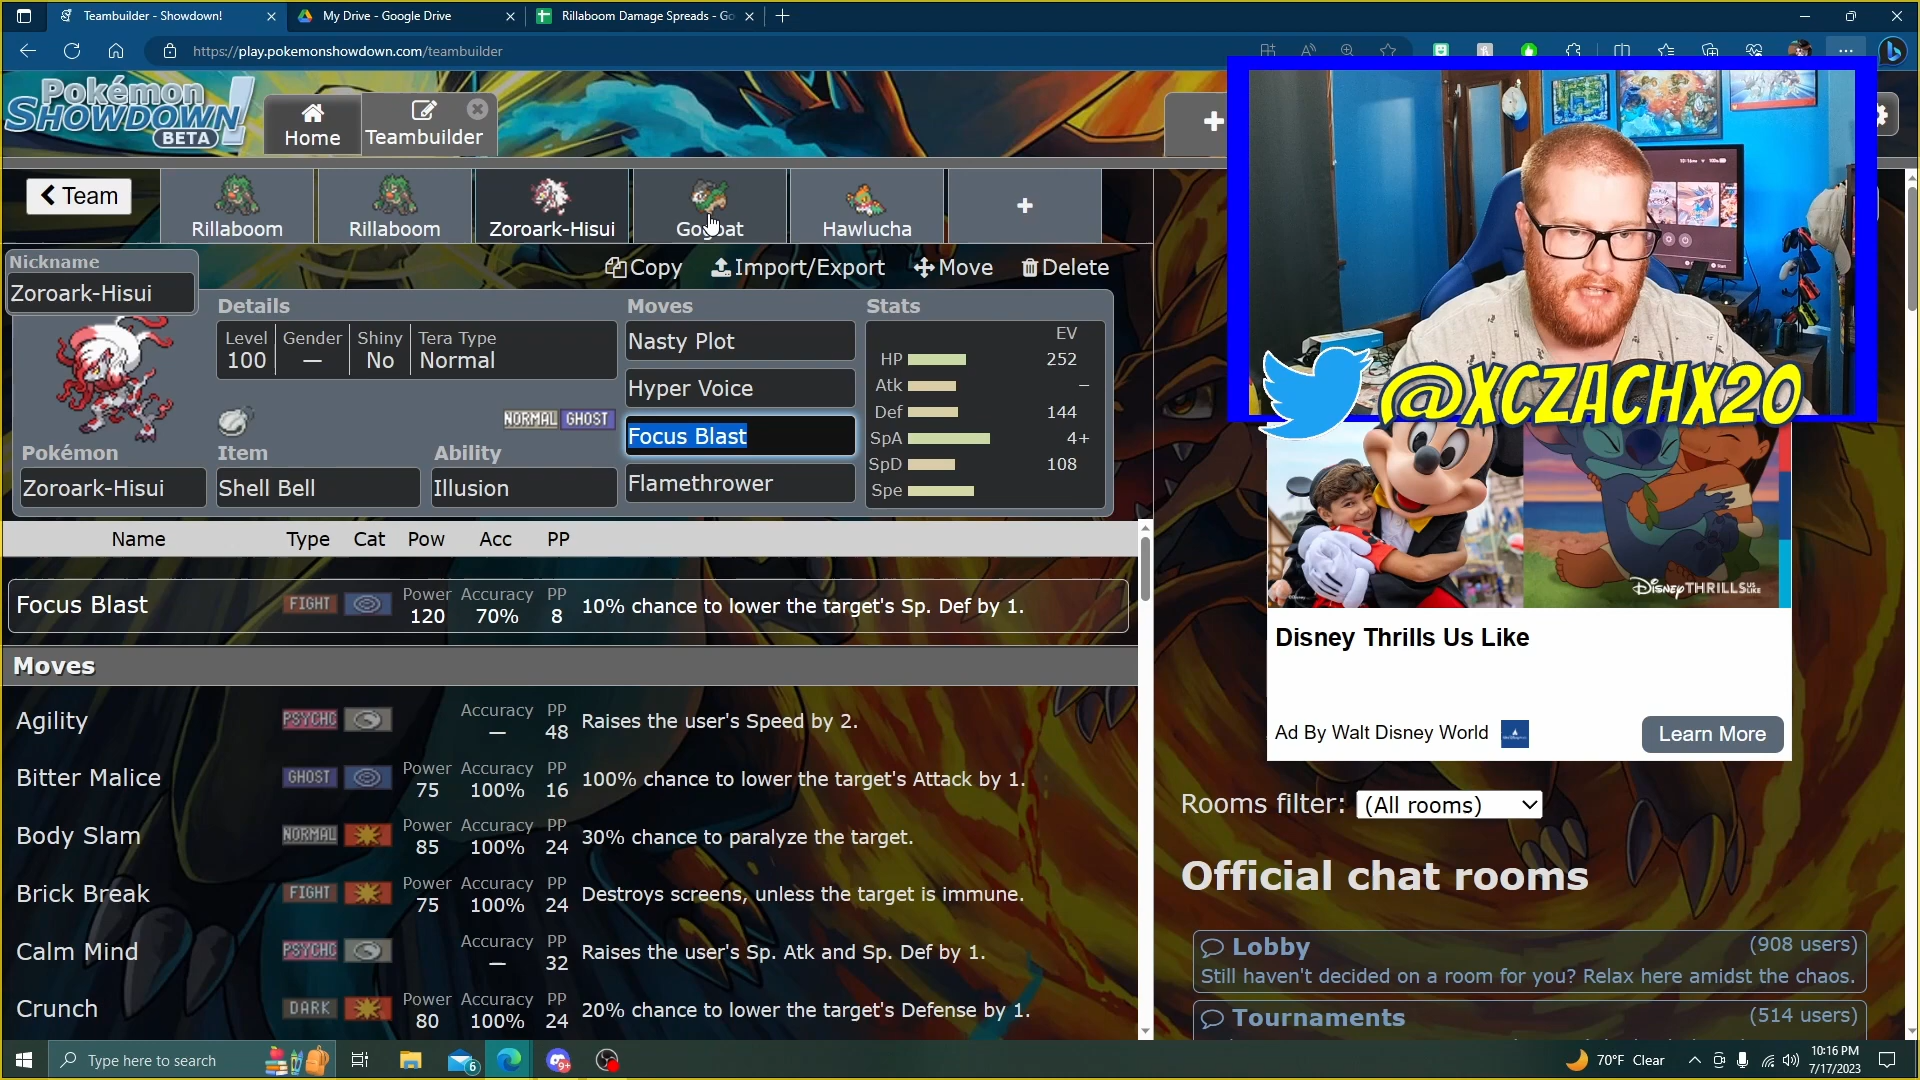 Teambuilder - Showdown!
My Drive - Google Drive
Rillaboom Damage Spreads - Go
https://play.pokemonshowdown.com/teambuilder
Pokémon SHOWDOWN! BETA
Home
Teambuilder
Team
Rillaboom
Rillaboom
Zoroark-Hisui
Hawlucha
Copy
Import/Export
Move
Delete
Nickname
Zoroark-Hisui
Details
Level Gender Shiny Tera Type
100 — No Normal
NORMAL GHOST
Pokémon
Zoroark-Hisui
Item
Shell Bell
Ability
Illusion
Moves
Nasty Plot
Hyper Voice
Focus Blast
Flamethrower
Stats
EV
HP 252
Atk –
Def 144
SpA 4+
SpD 108
Spe
Name Type Cat Pow Acc PP
Focus Blast FIGHT Power 120 Accuracy 70% PP 8 10% chance to lower the target's Sp. Def by 1.
Moves
Agility PSYCHC Accuracy — PP 48 Raises the user's Speed by 2.
Bitter Malice GHOST Power 75 Accuracy 100% PP 16 100% chance to lower the target's Attack by 1.
Body Slam NORMAL Power 85 Accuracy 100% PP 24 30% chance to paralyze the target.
Brick Break FIGHT Power 75 Accuracy 100% PP 24 Destroys screens, unless the target is immune.
Calm Mind PSYCHC Accuracy — PP 32 Raises the user's Sp. Atk and Sp. Def by 1.
Crunch DARK Power 80 Accuracy 100% PP 24 20% chance to lower the target's Defense by 1.
@XCZACHX20
Disney THRILLS US LIKE
Disney Thrills Us Like
Ad By Walt Disney World
Learn More
Rooms filter: (All rooms)
Official chat rooms
Lobby (908 users)
Still haven't decided on a room for you? Relax here amidst the chaos.
Tournaments (514 users)
Type here to search
6
9+
70°F Clear
10:16 PM
7/17/2023